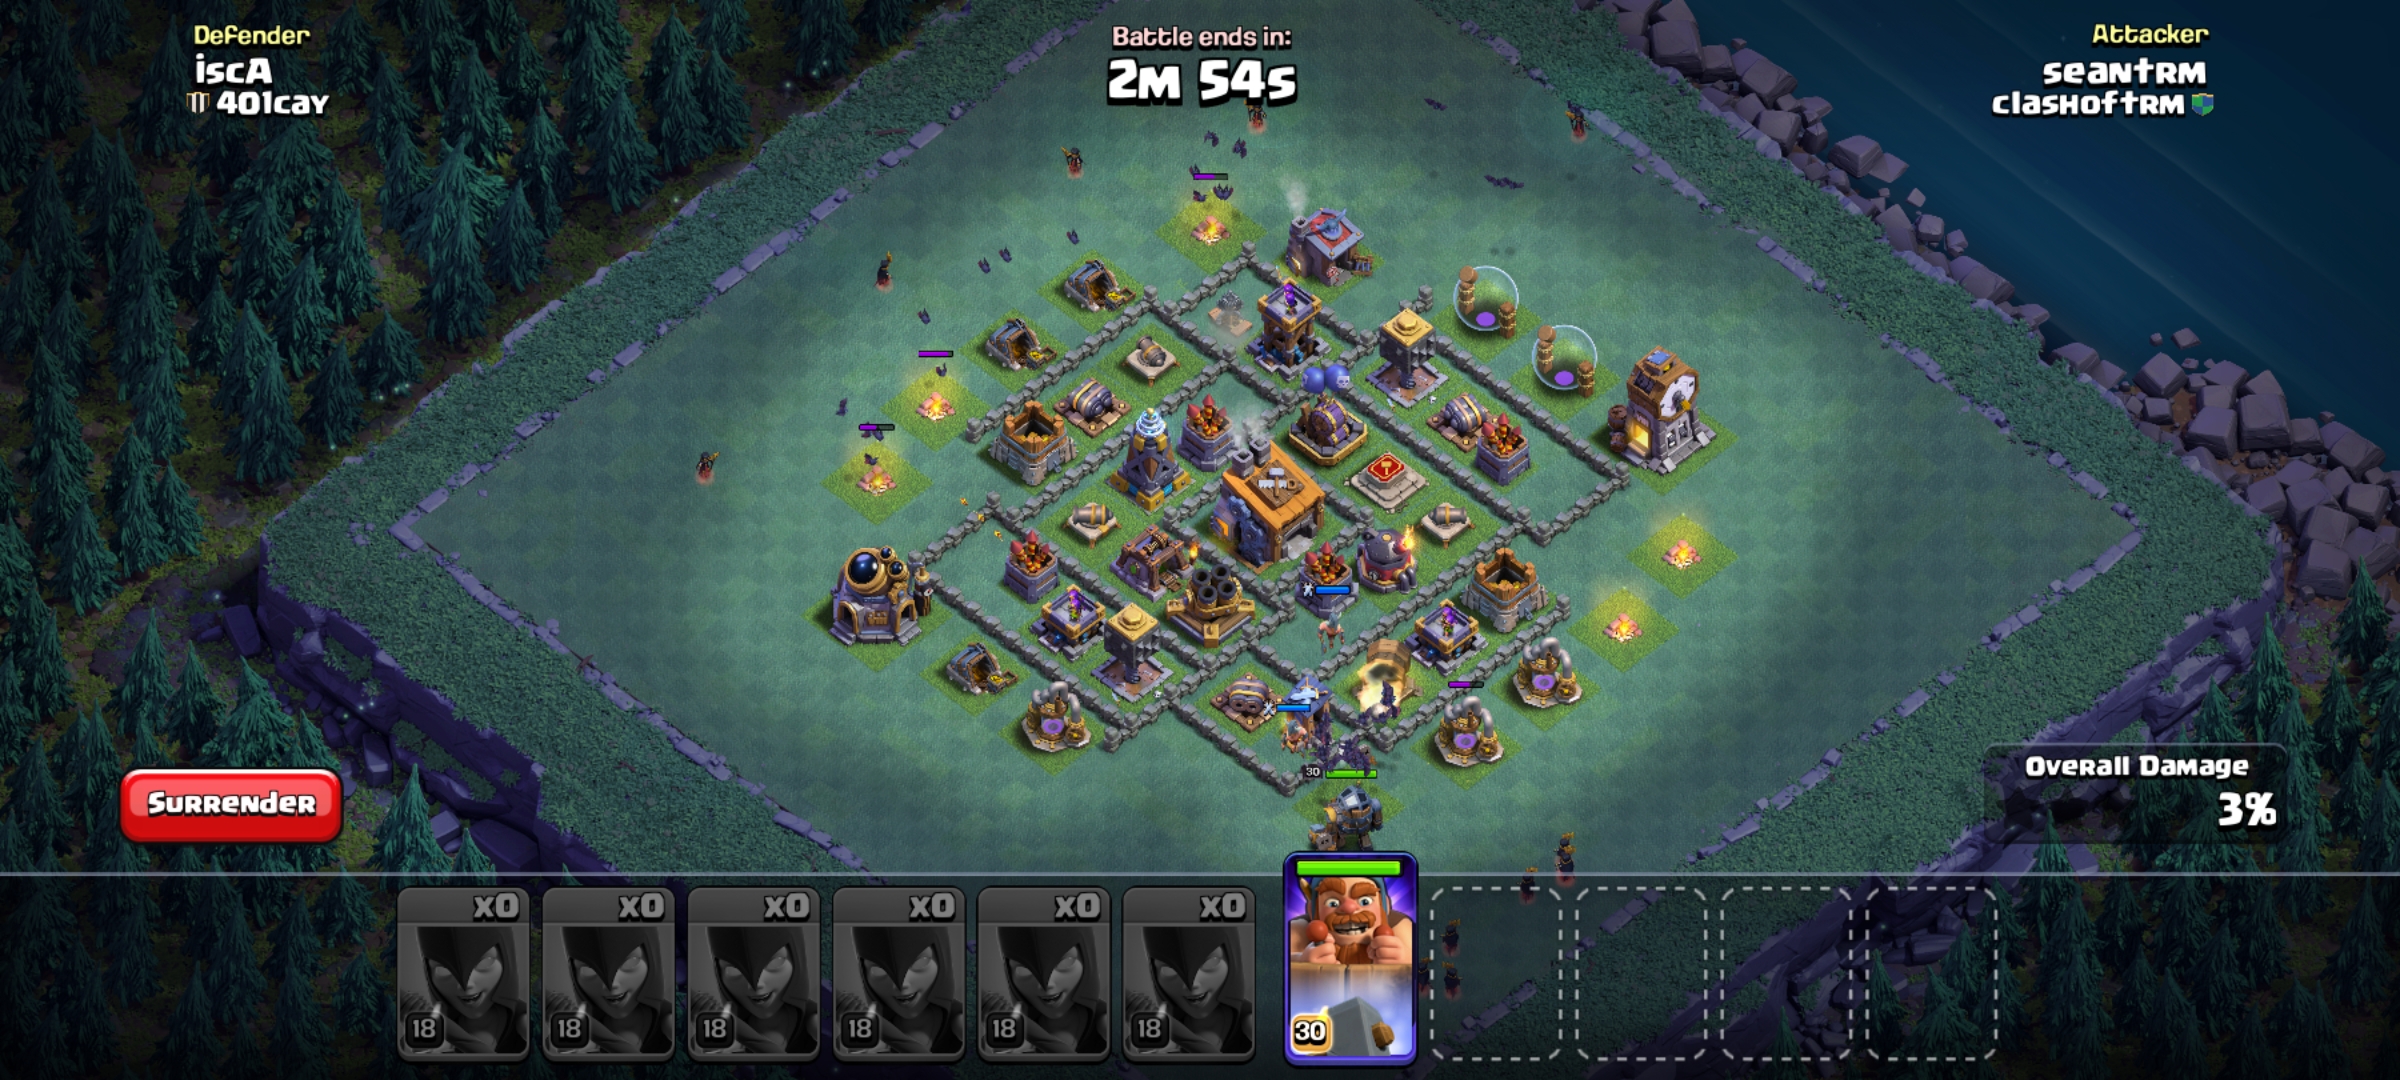 Defender
iscA
401cay
Battle ends in:
2M 54s
Attacker
seantRM
clashoftRM
Surrender
Overall Damage
3%
30
x0
x0
x0
x0
x0
x0
18
18
18
18
18
18
30